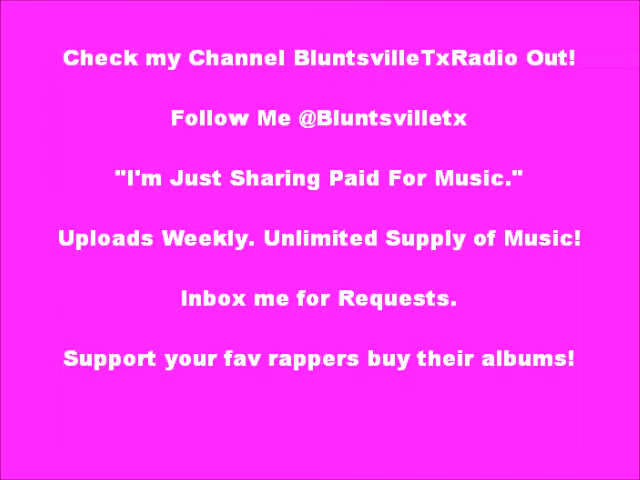 Check my Channel BluntsvilleTxRadio Out!
Follow Me @Bluntsvilletx
"I'm Just Sharing Paid For Music."
Uploads Weekly. Unlimited Supply of Music!
Inbox me for Requests.
Support your fav rappers buy their albums!